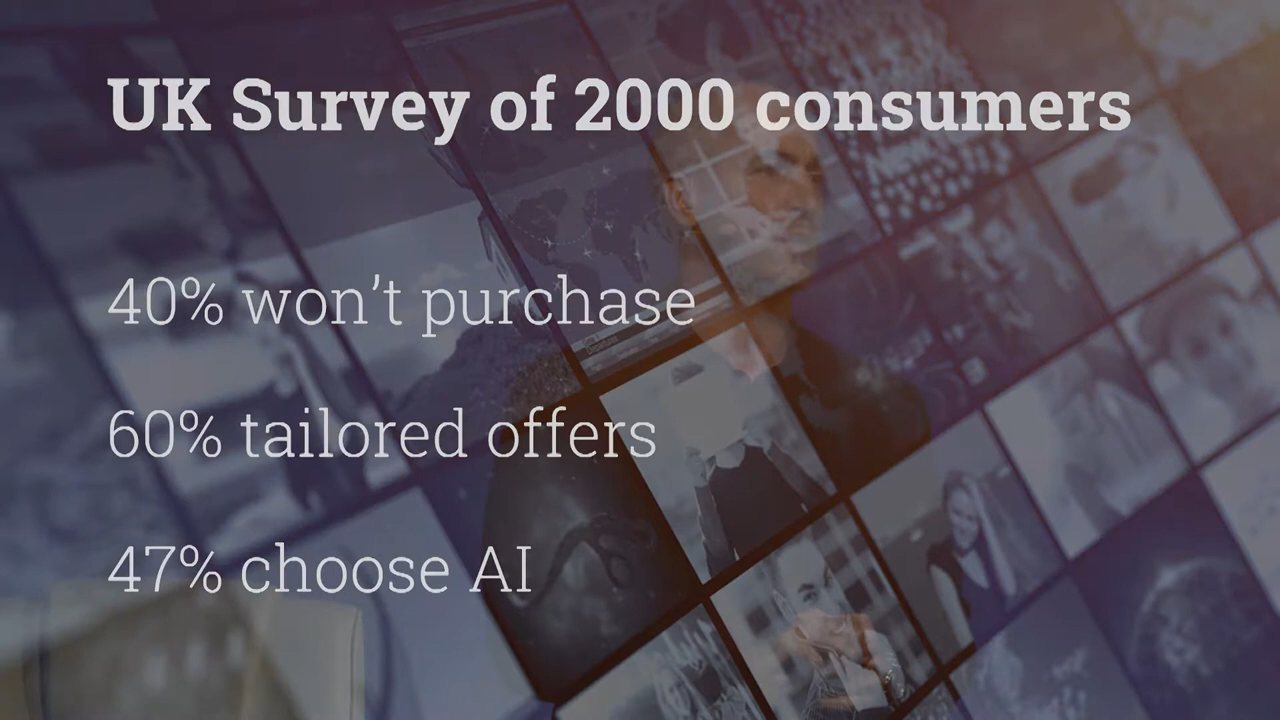 UK Survey of 2000 consumers
40% won’t purchase
60% tailored offers
47% choose AI